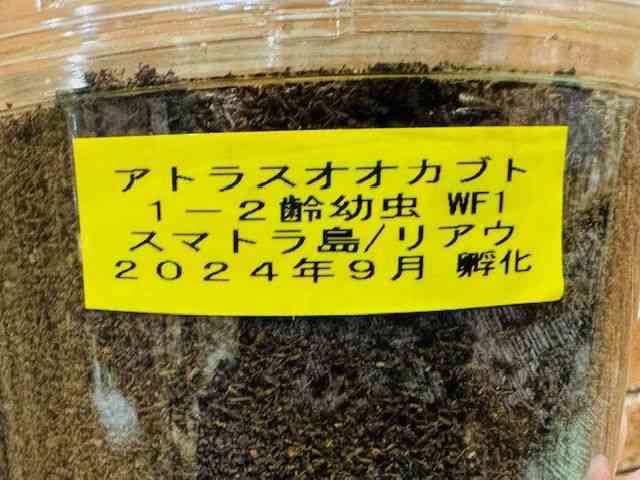 アトラスオオカブト
１－２齢幼虫 WF1
スマトラ島/リアウ
２０２４年９月 孵化